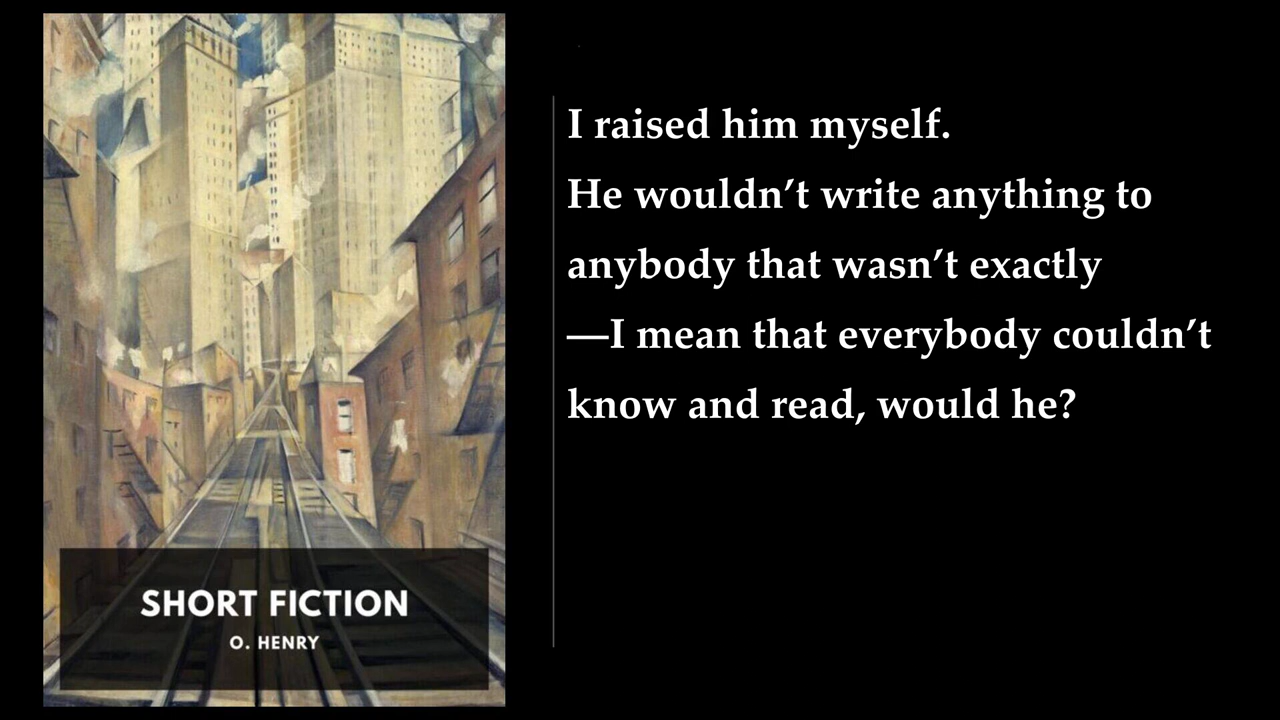 SHORT FICTION
O. HENRY
I raised him myself.
He wouldn’t write anything to
anybody that wasn’t exactly
—I mean that everybody couldn’t
know and read, would he?